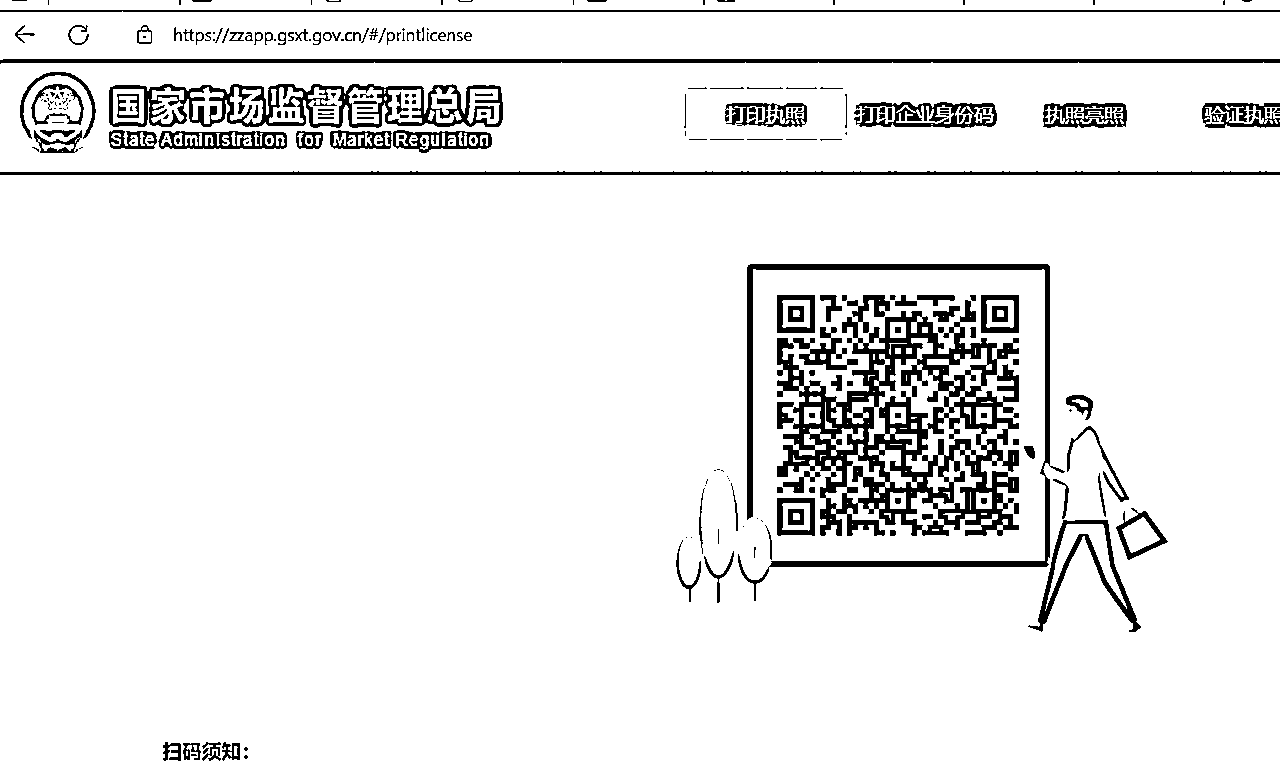 https://zzapp.gsxt.gov.cn/#/printlicense
国家市场监督管理总局
State Administration for Market Regulation
打印执照 打印企业身份码 执照亮照 验证执照
扫码须知：